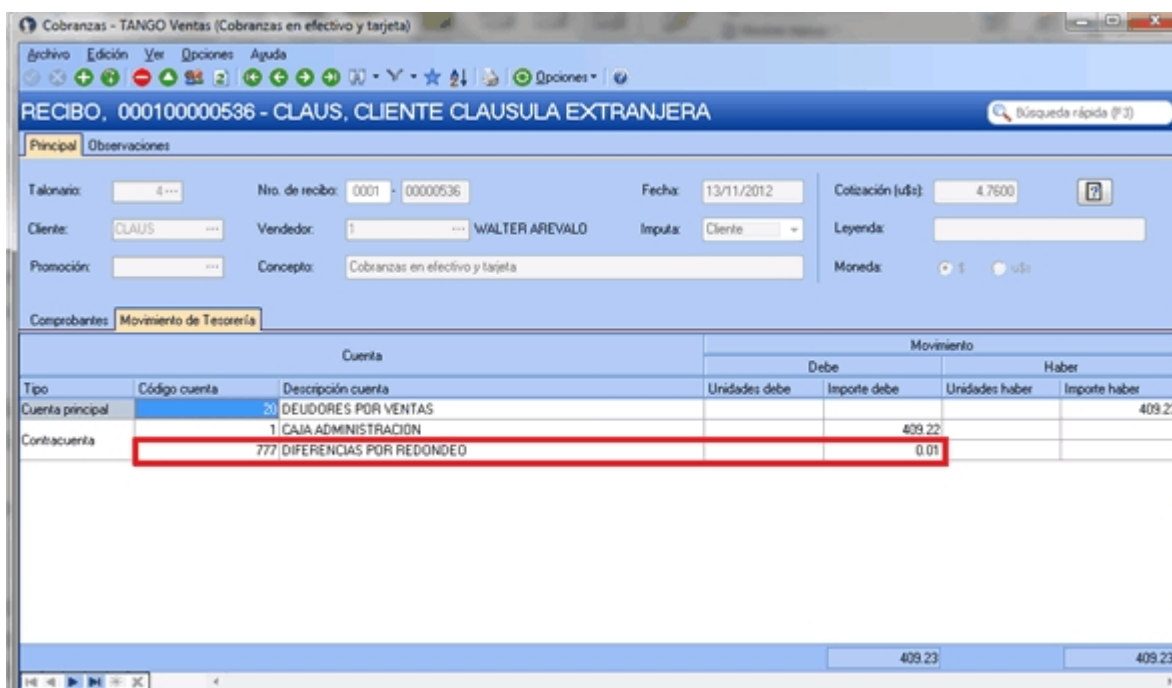 Cobranzas - TANGO Ventas (Cobranzas en efectivo y tarjeta)
Archivo Edición Ver Opciones Ayuda
Opciones
RECIBO, 000100000536 - CLAUS, CLIENTE CLAUSULA EXTRANJERA Búsqueda rápida (F3)
Principal Observaciones
Talonario: 4 Nro. de recibo: 0001 - 00000536 Fecha: 13/11/2012 Cotización (u$s): 4.7600
Cliente: CLAUS Vendedor: 1 WALTER AREVALO Imputa: Cliente Leyenda:
Promoción: Concepto: Cobranzas en efectivo y tarjeta Moneda: $ u$s
Comprobantes Movimiento de Tesorería
Cuenta Movimiento
Debe Haber
Tipo Código cuenta Descripción cuenta Unidades debe Importe debe Unidades haber Importe haber
Cuenta principal 20 DEUDORES POR VENTAS 409.23
Contracuenta 1 CAJA ADMINISTRACION 409.22
777 DIFERENCIAS POR REDONDEO 0.01
409.23 409.23